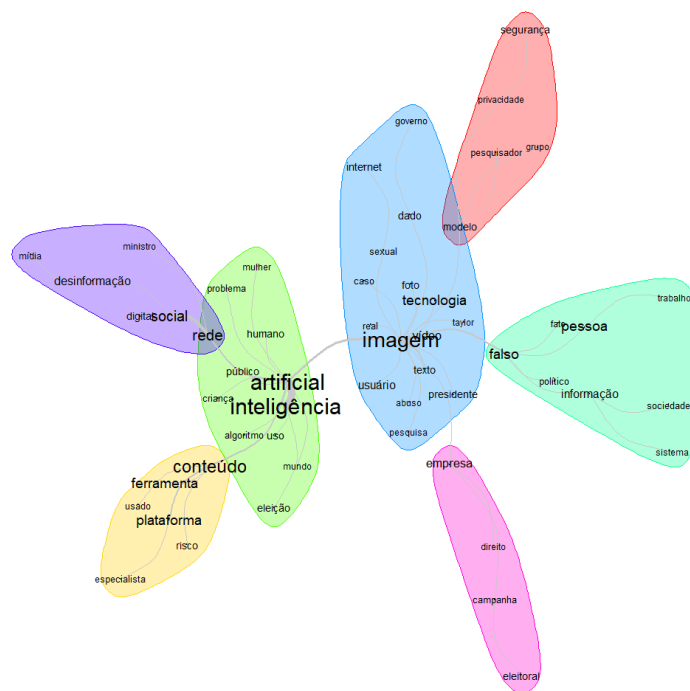 segurança
privacidade
governo
pesquisador
grupo
internet
dado
modelo
ministro
mídia
sexual
mulher
desinformação
problema
caso
foto
tecnologia
trabalho
digital
social
rede
humano
real
imagem
vídeo
taylor
fato
pessoa
falso
público
artificial
inteligência
texto
usuário
político
informação
criança
abuso
presidente
sociedade
algoritmo
uso
pesquisa
mundo
conteúdo
empresa
sistema
ferramenta
usado
eleição
plataforma
risco
direito
especialista
campanha
eleitoral